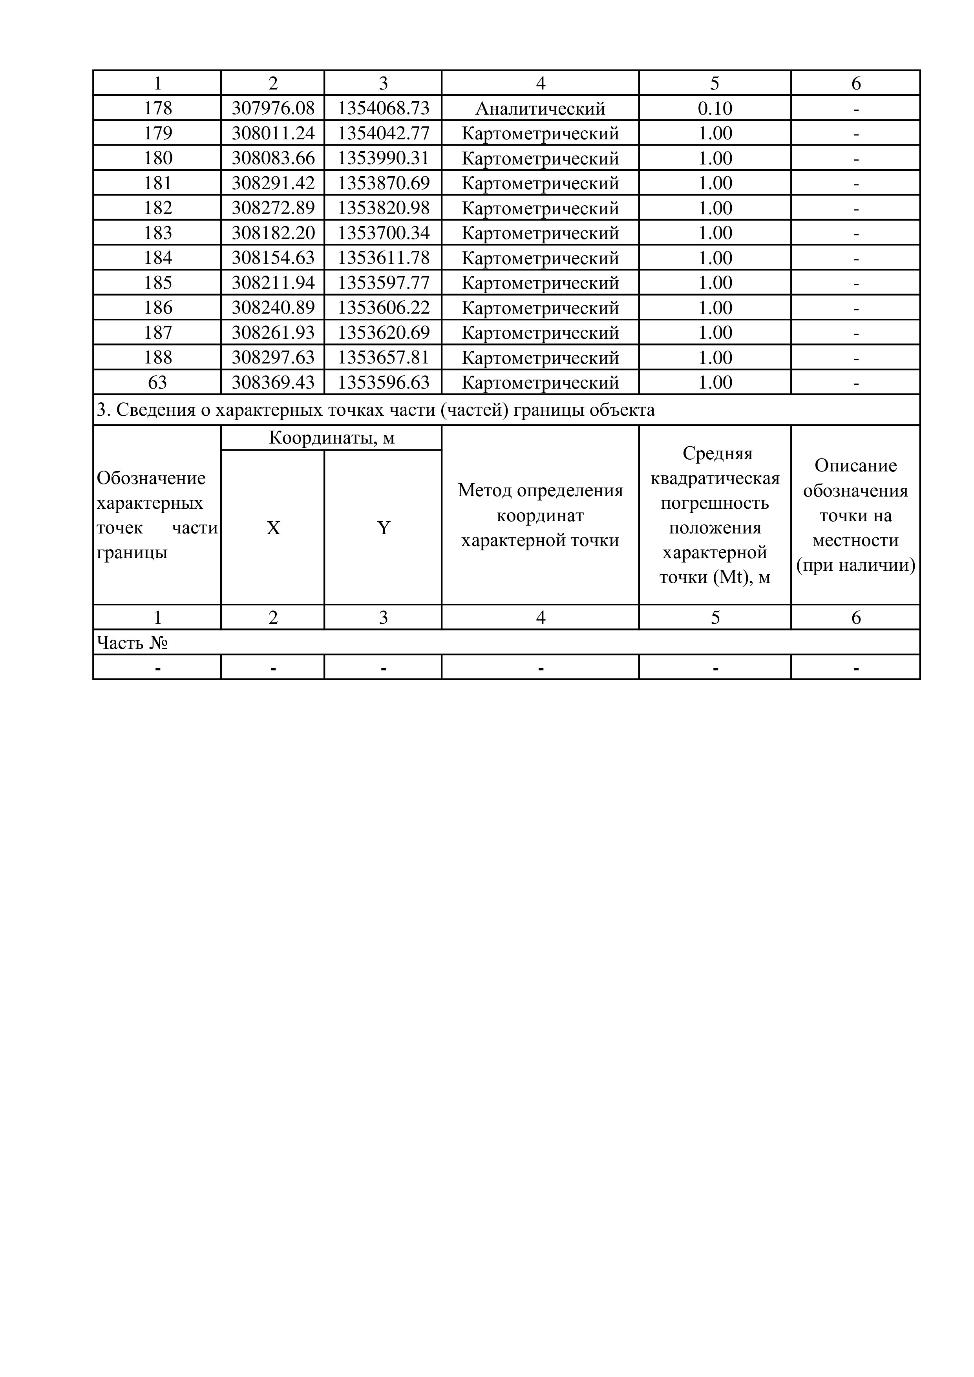 1 2 3 4 5 6
178 307976.08 1354068.73 Аналитический 0.10 -
179 308011.24 1354042.77 Картометрический 1.00 -
180 308083.66 1353990.31 Картометрический 1.00 -
181 308291.42 1353870.69 Картометрический 1.00 -
182 308272.89 1353820.98 Картометрический 1.00 -
183 308182.20 1353700.34 Картометрический 1.00 -
184 308154.63 1353611.78 Картометрический 1.00 -
185 308211.94 1353597.77 Картометрический 1.00 -
186 308240.89 1353606.22 Картометрический 1.00 -
187 308261.93 1353620.69 Картометрический 1.00 -
188 308297.63 1353657.81 Картометрический 1.00 -
63 308369.43 1353596.63 Картометрический 1.00 -
3. Сведения о характерных точках части (частей) границы объекта
Обозначение
характерных
точек части
границы
Координаты, м
X
Y
Метод определения
координат
характерной точки
Средняя
квадратическая
погрешность
положения
характерной
точки (Mt), м
Описание
обозначения
точки на
местности
(при наличии)
1 2 3 4 5 6
Часть №
- - - - - -